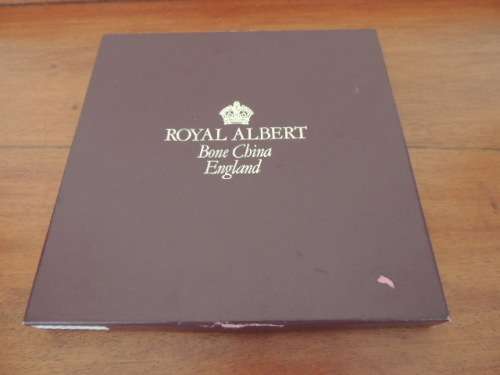 ROYAL ALBERT
Bone China
England